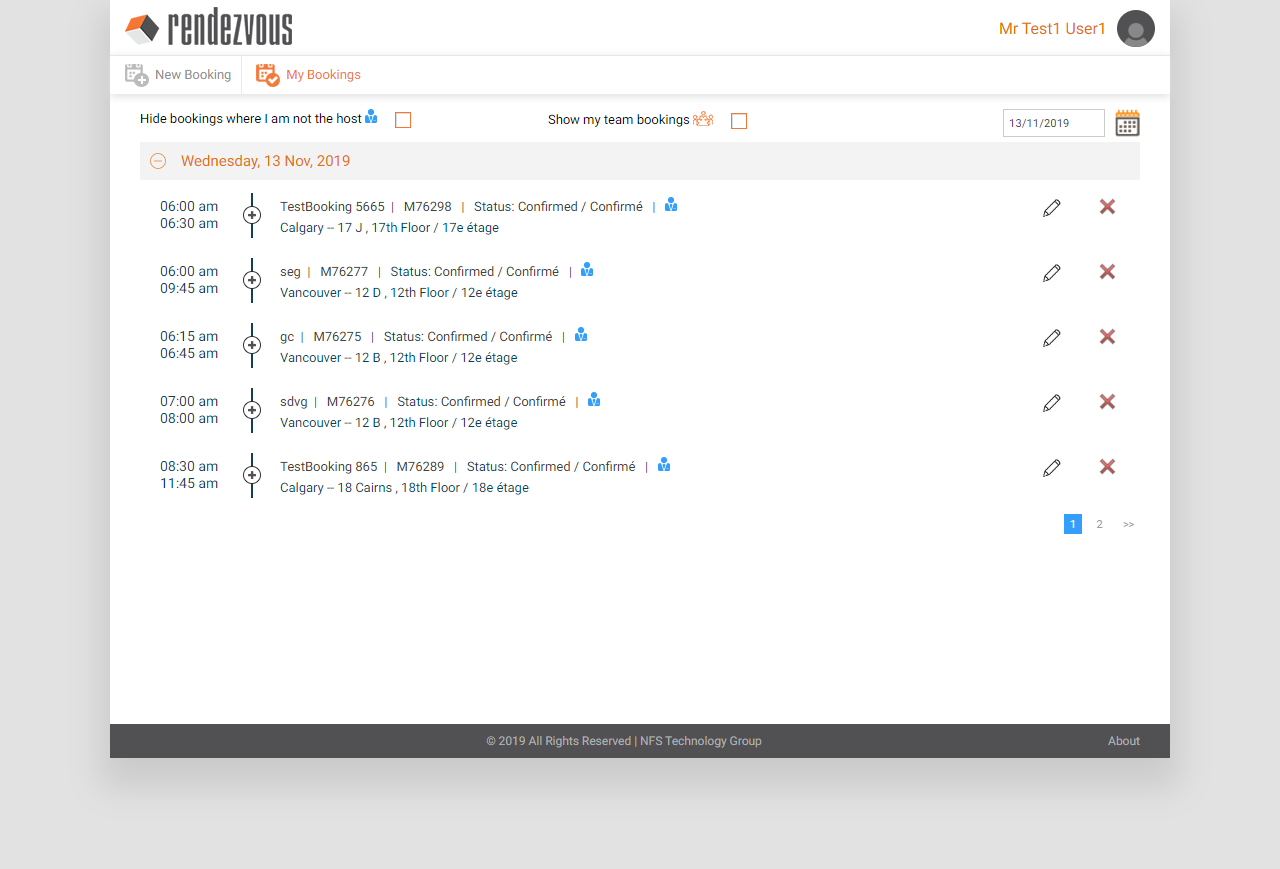 rendezvous
Mr Test1 User1
New Booking
My Bookings
Hide bookings where I am not the host
Show my team bookings
13/11/2019
Wednesday, 13 Nov, 2019
06:00 am
06:30 am
TestBooking 5665 | M76298 | Status: Confirmed / Confirmé |
Calgary -- 17 J , 17th Floor / 17e étage
06:00 am
09:45 am
seg | M76277 | Status: Confirmed / Confirmé |
Vancouver -- 12 D , 12th Floor / 12e étage
06:15 am
06:45 am
gc | M76275 | Status: Confirmed / Confirmé |
Vancouver -- 12 B , 12th Floor / 12e étage
07:00 am
08:00 am
sdvg | M76276 | Status: Confirmed / Confirmé |
Vancouver -- 12 B , 12th Floor / 12e étage
08:30 am
11:45 am
TestBooking 865 | M76289 | Status: Confirmed / Confirmé |
Calgary -- 18 Cairns , 18th Floor / 18e étage
1 2 >>
© 2019 All Rights Reserved | NFS Technology Group
About